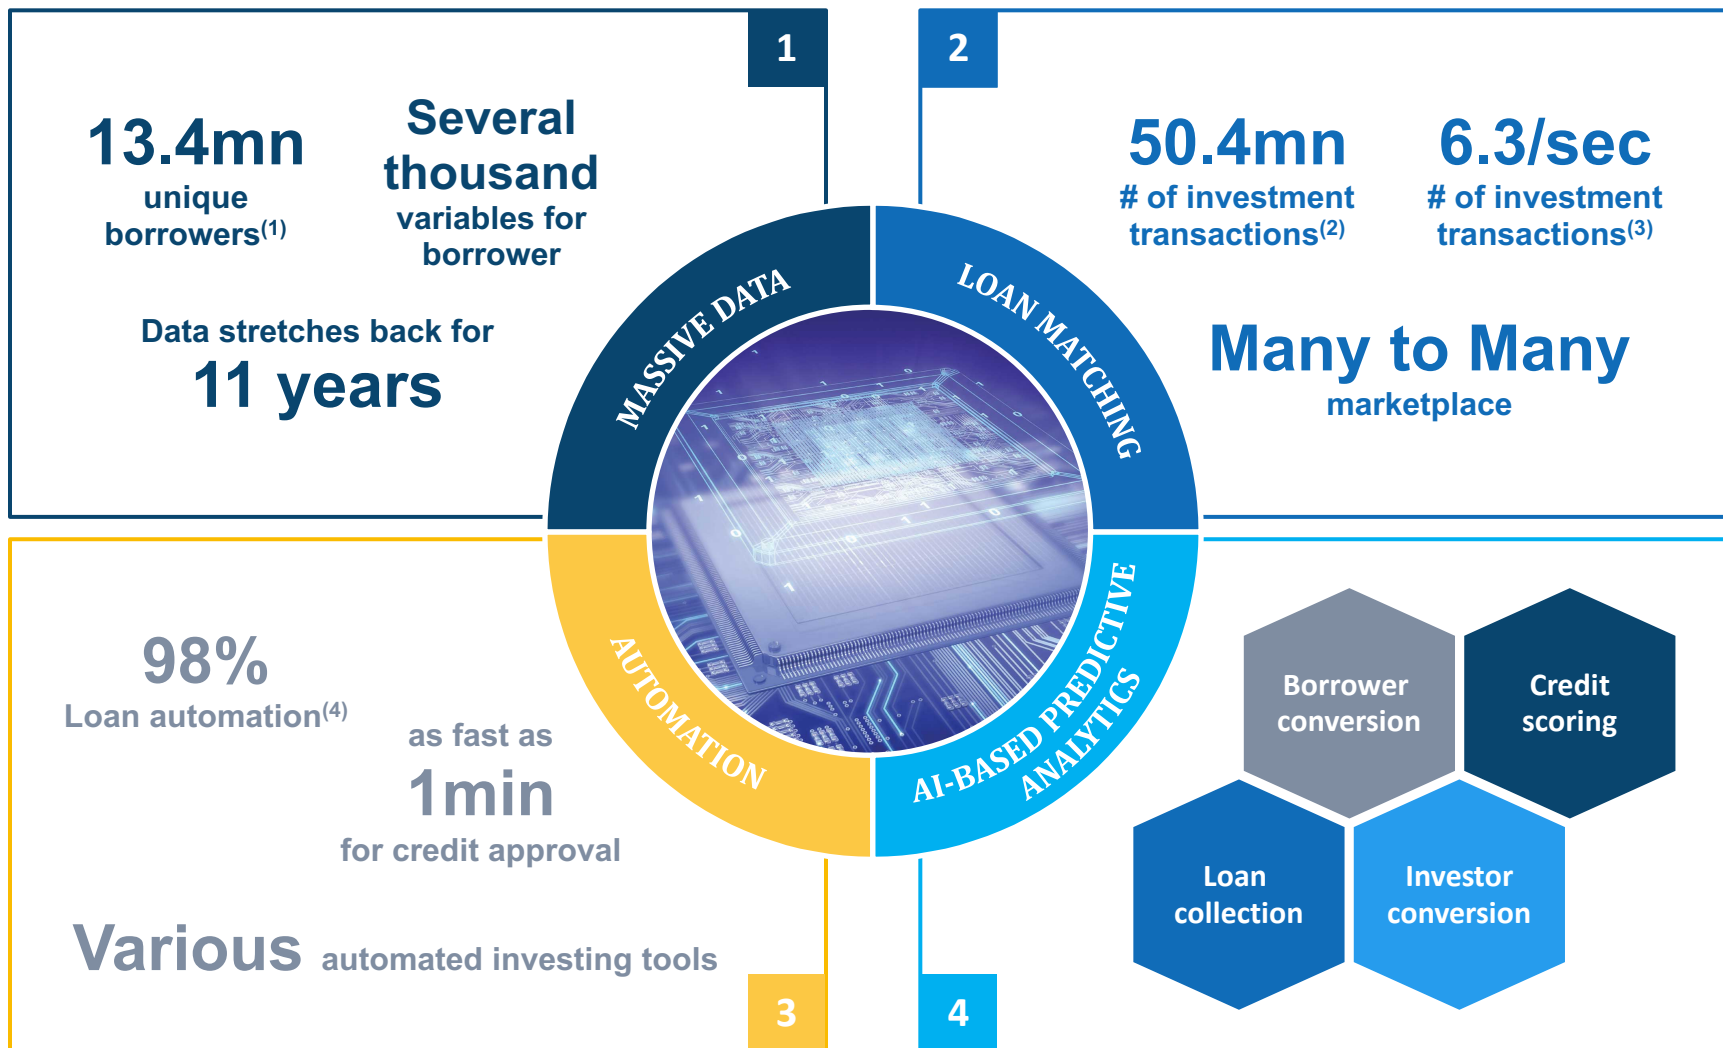 1
13.4mn
unique
borrowers(1)
Several
thousand
variables for
borrower
Data stretches back for
11 years
2
50.4mn
# of investment
transactions(2)
6.3/sec
# of investment
transactions(3)
Many to Many
marketplace
MASSIVE DATA
LOAN MATCHING
AUTOMATION
AI-BASED PREDICTIVE
ANALYTICS
98%
Loan automation(4)
as fast as
1min
for credit approval
Various automated investing tools
3
Borrower
conversion
Credit
scoring
Loan
collection
Investor
conversion
4